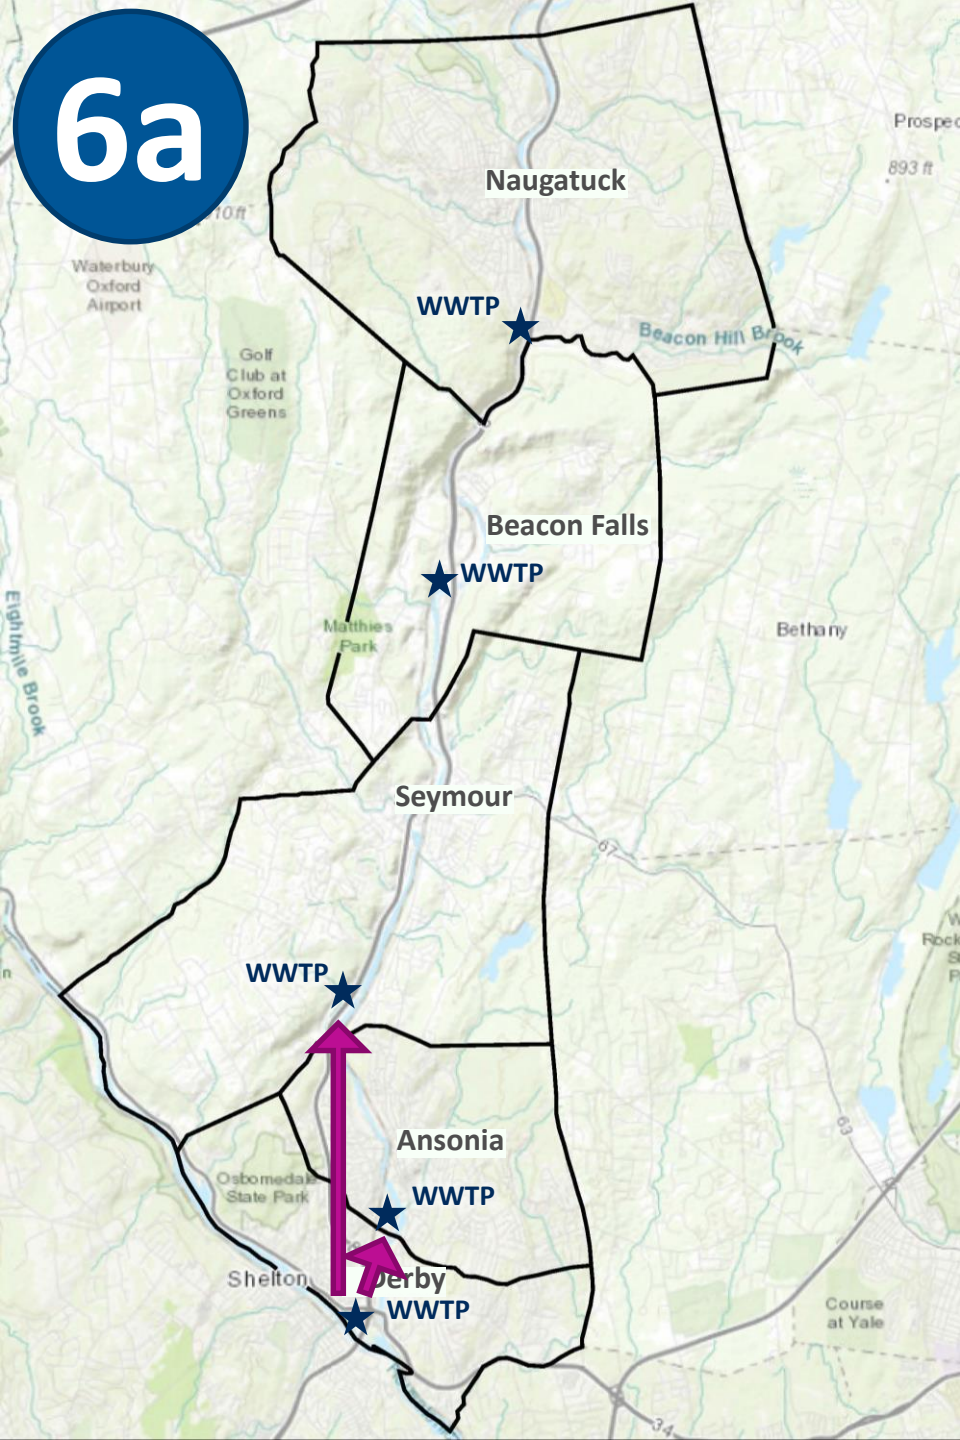 6a
Prospec
893 ft
Naugatuck
Waterbury
Oxford
Airport
WWTP
Beacon Hill Brook
Golf
Club at
Oxford
Greens
Beacon Falls
WWTP
Eightmile Brook
Matthies
Park
Bethany
Seymour
67
WWTP
Ansonia
63
Osbornedale
State Park
WWTP
Shelton
Derby
WWTP
Course
at Yale
34